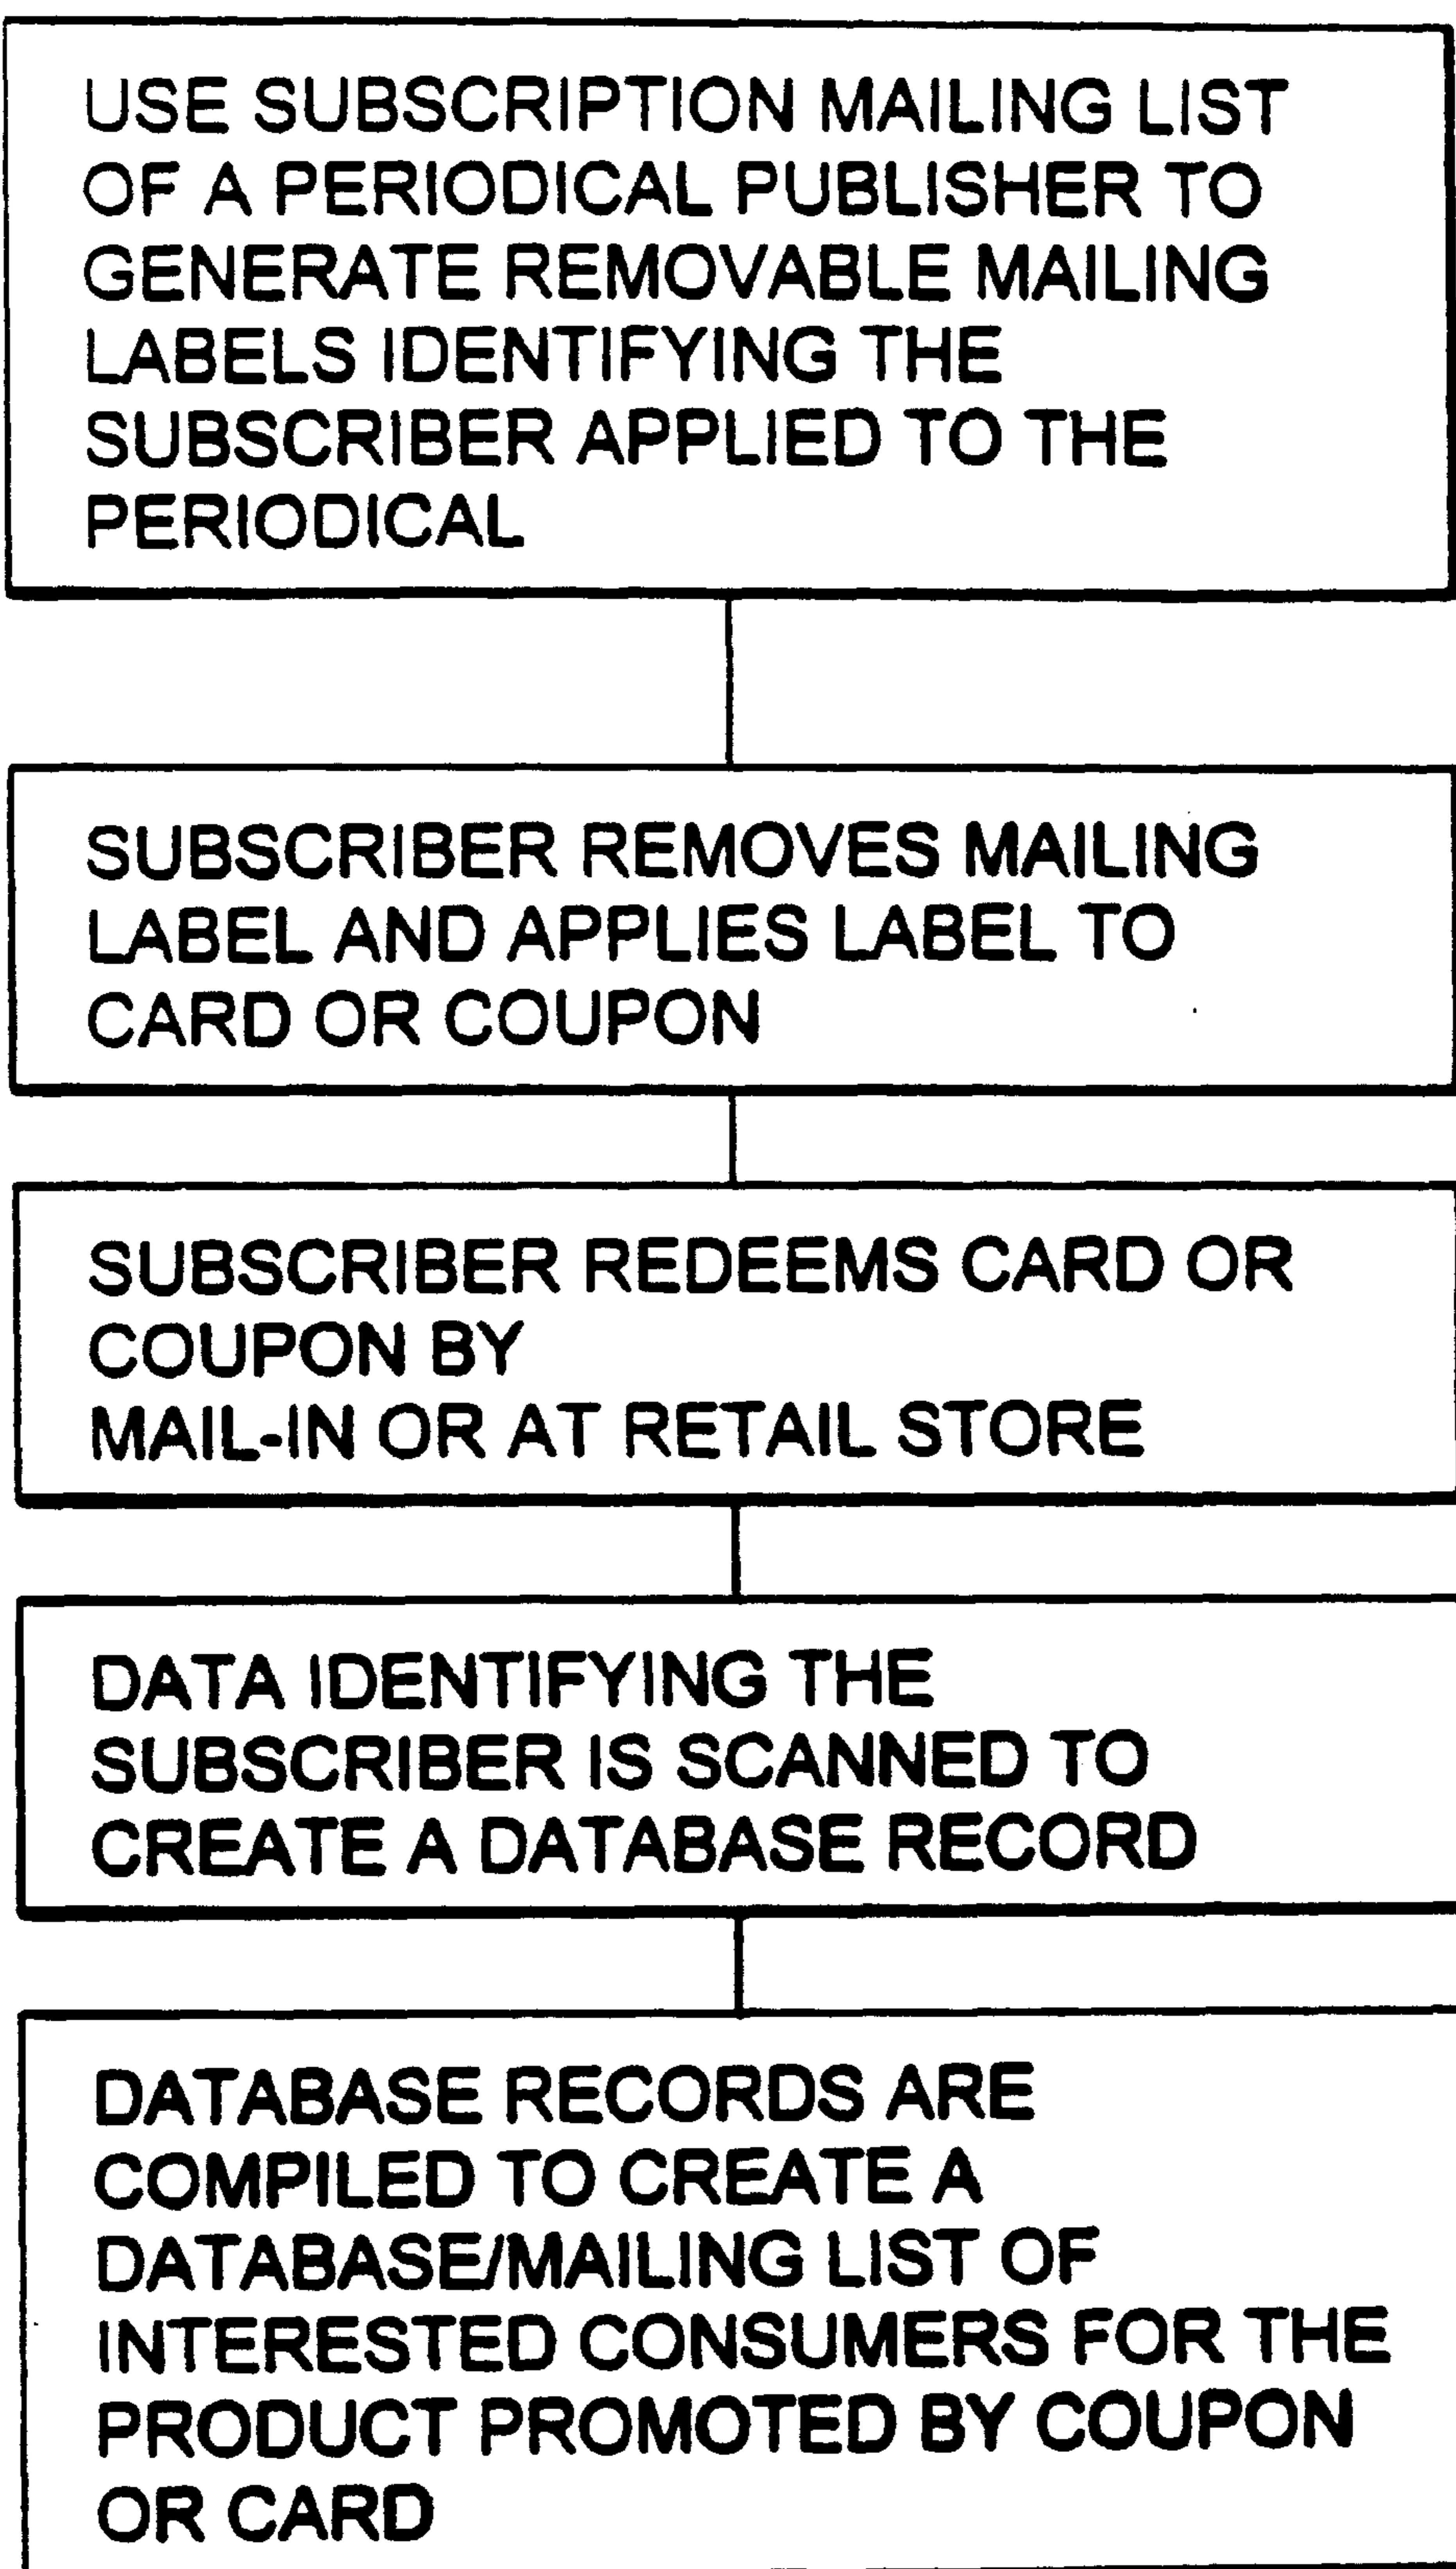 USE SUBSCRIPTION MAILING LIST
OF A PERIODICAL PUBLISHER TO
GENERATE REMOVABLE MAILING
LABELS IDENTIFYING THE
SUBSCRIBER APPLIED TO THE
PERIODICAL
SUBSCRIBER REMOVES MAILING
LABEL AND APPLIES LABEL TO
CARD OR COUPON
SUBSCRIBER REDEEMS CARD OR
COUPON BY
MAIL-IN OR AT RETAIL STORE
DATA IDENTIFYING THE
SUBSCRIBER IS SCANNED TO
CREATE A DATABASE RECORD
DATABASE RECORDS ARE
COMPILED TO CREATE A
DATABASE/MAILING LIST OF
INTERESTED CONSUMERS FOR THE
PRODUCT PROMOTED BY COUPON
OR CARD